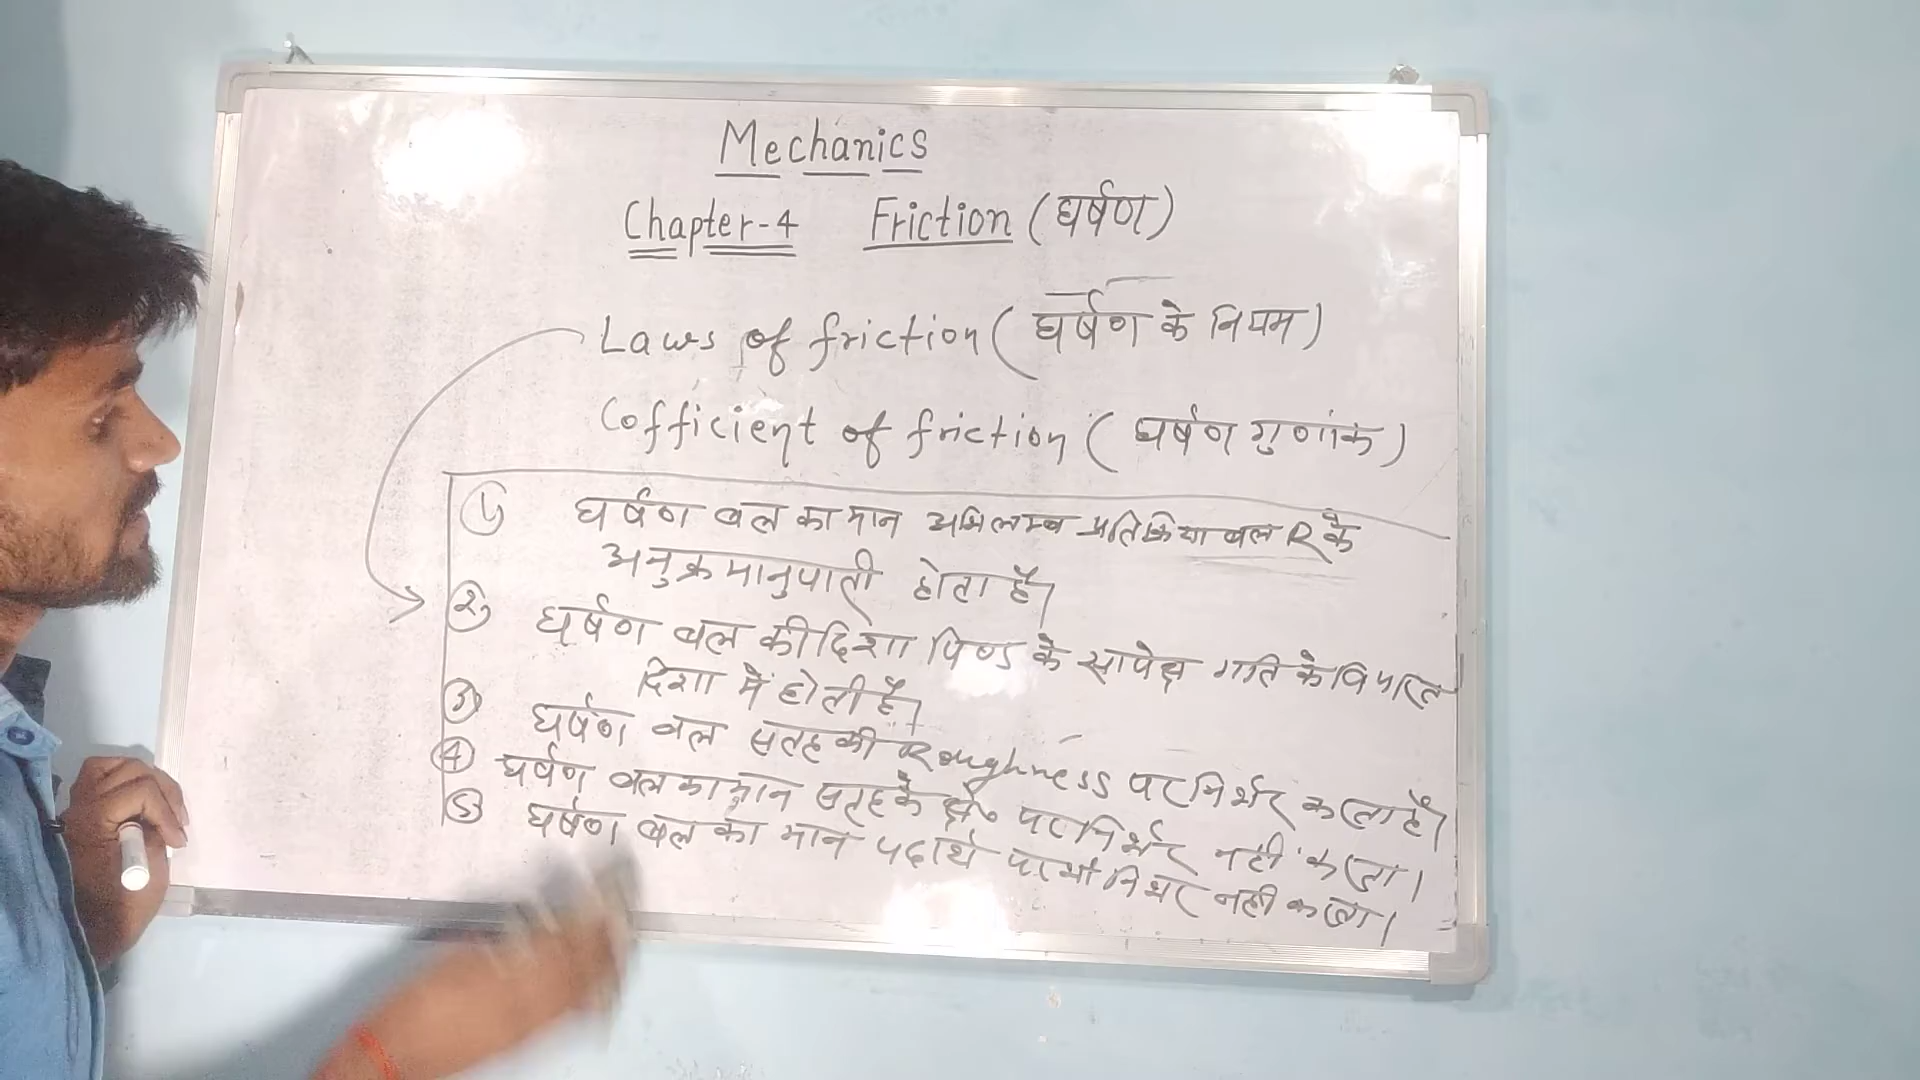 Mechanics
Chapter-4 Friction (घर्षण)
Laws of friction ( घर्षण के नियम )
Cofficient of friction ( घर्षण गुणांक )
1) घर्षण बल का मान अभिलम्ब प्रतिक्रिया बल R के
अनुक्रमानुपाती होता है।
2) घर्षण बल की दिशा पिण्ड के सापेक्ष गति के विपरित
दिशा में होती है।
3) घर्षण बल सतह की Roughness पर निर्भर करता है।
4) घर्षण बल का मान सतह के क्षे० पर निर्भर नही करता।
5) घर्षण बल का मान पदार्थ पर भी निर्भर नही करता।